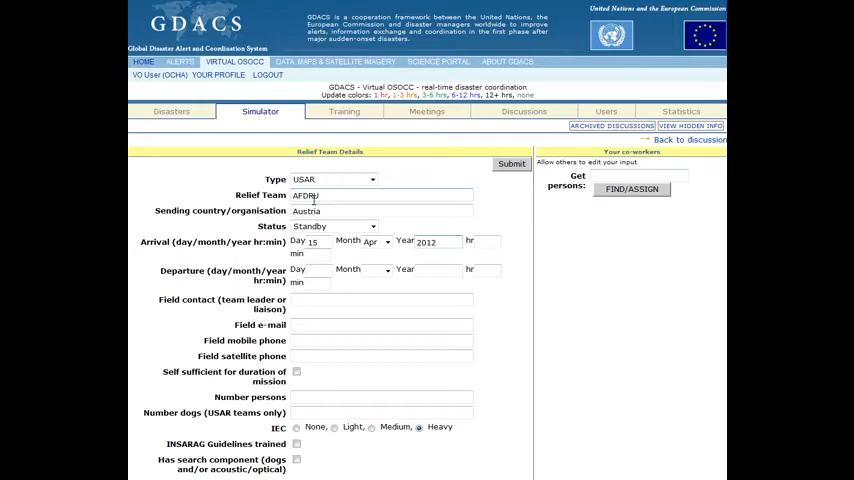 GDACS
Global Disaster Alert and Coordination System
GDACS is a cooperation framework between the United Nations, the
European Commission and disaster managers worldwide to improve
alerts, information exchange and coordination in the first phase after
major sudden-onset disasters.
United Nations and the European Commission
HOME ALERTS VIRTUAL OSOCC DATA, MAPS & SATELLITE IMAGERY SCIENCE PORTAL ABOUT GDACS
VO User (OCHA) YOUR PROFILE LOGOUT
GDACS - Virtual OSOCC - real-time disaster coordination
Update colors: 1 hr, 1-3 hrs, 3-6 hrs, 6-12 hrs, 12+ hrs, none
Disasters Simulator Training Meetings Discussions Users Statistics
ARCHIVED DISCUSSIONS VIEW HIDDEN INFO
Back to discussion
Relief Team Details
Submit
Type USAR
Relief Team AFDRU
Sending country/organisation Austria
Status Standby
Arrival (day/month/year hr:min) Day 15 Month Apr Year 2012 hr
min
Departure (day/month/year hr:min) Day Month Year hr
min
Field contact (team leader or liaison)
Field e-mail
Field mobile phone
Field satellite phone
Self sufficient for duration of mission
Number persons
Number dogs (USAR teams only)
IEC None, Light, Medium, Heavy
INSARAG Guidelines trained
Has search component (dogs and/or acoustic/optical)
Your co-workers
Allow others to edit your input
Get persons:
FIND/ASSIGN